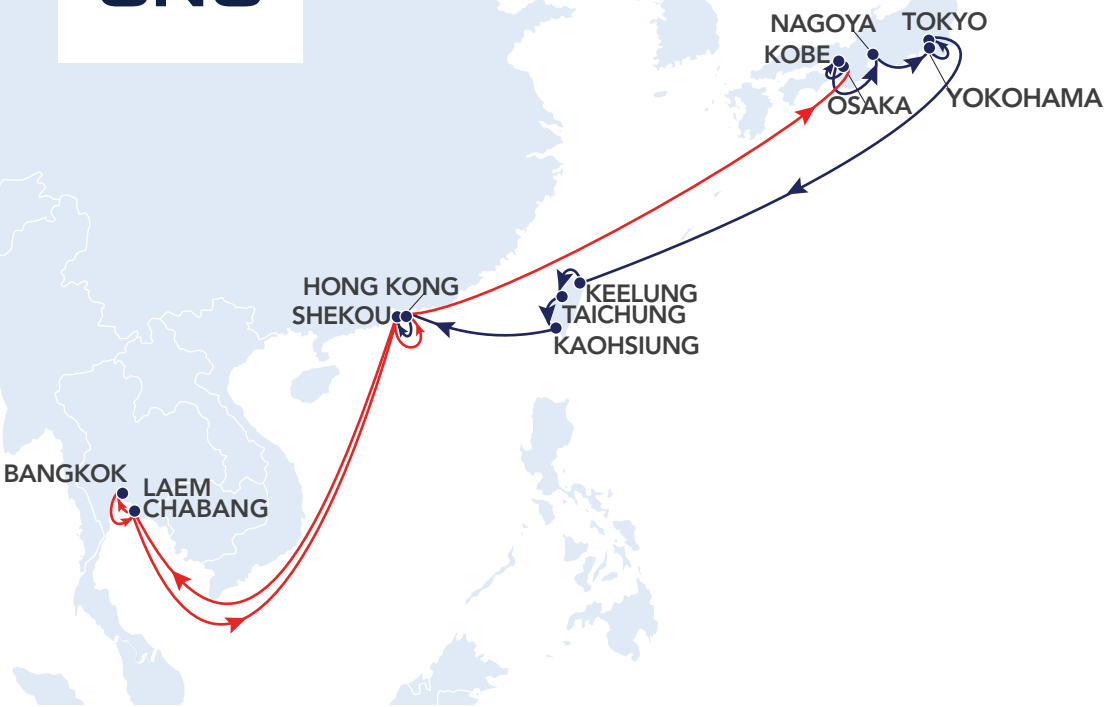 NAGOYA
TOKYO
KOBE
OSAKA
YOKOHAMA
HONG KONG
SHEKOU
KEELUNG
TAICHUNG
KAOHSIUNG
BANGKOK
LAEM
CHABANG